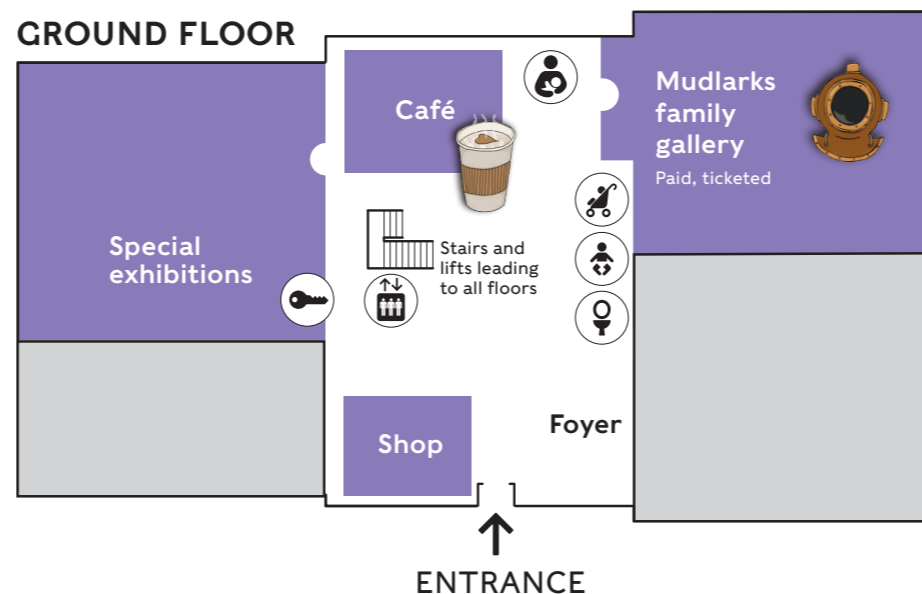 GROUND FLOOR
Café
Mudlarks
family
gallery
Paid, ticketed
Special
exhibitions
Stairs and
lifts leading
to all floors
Shop
Foyer
ENTRANCE